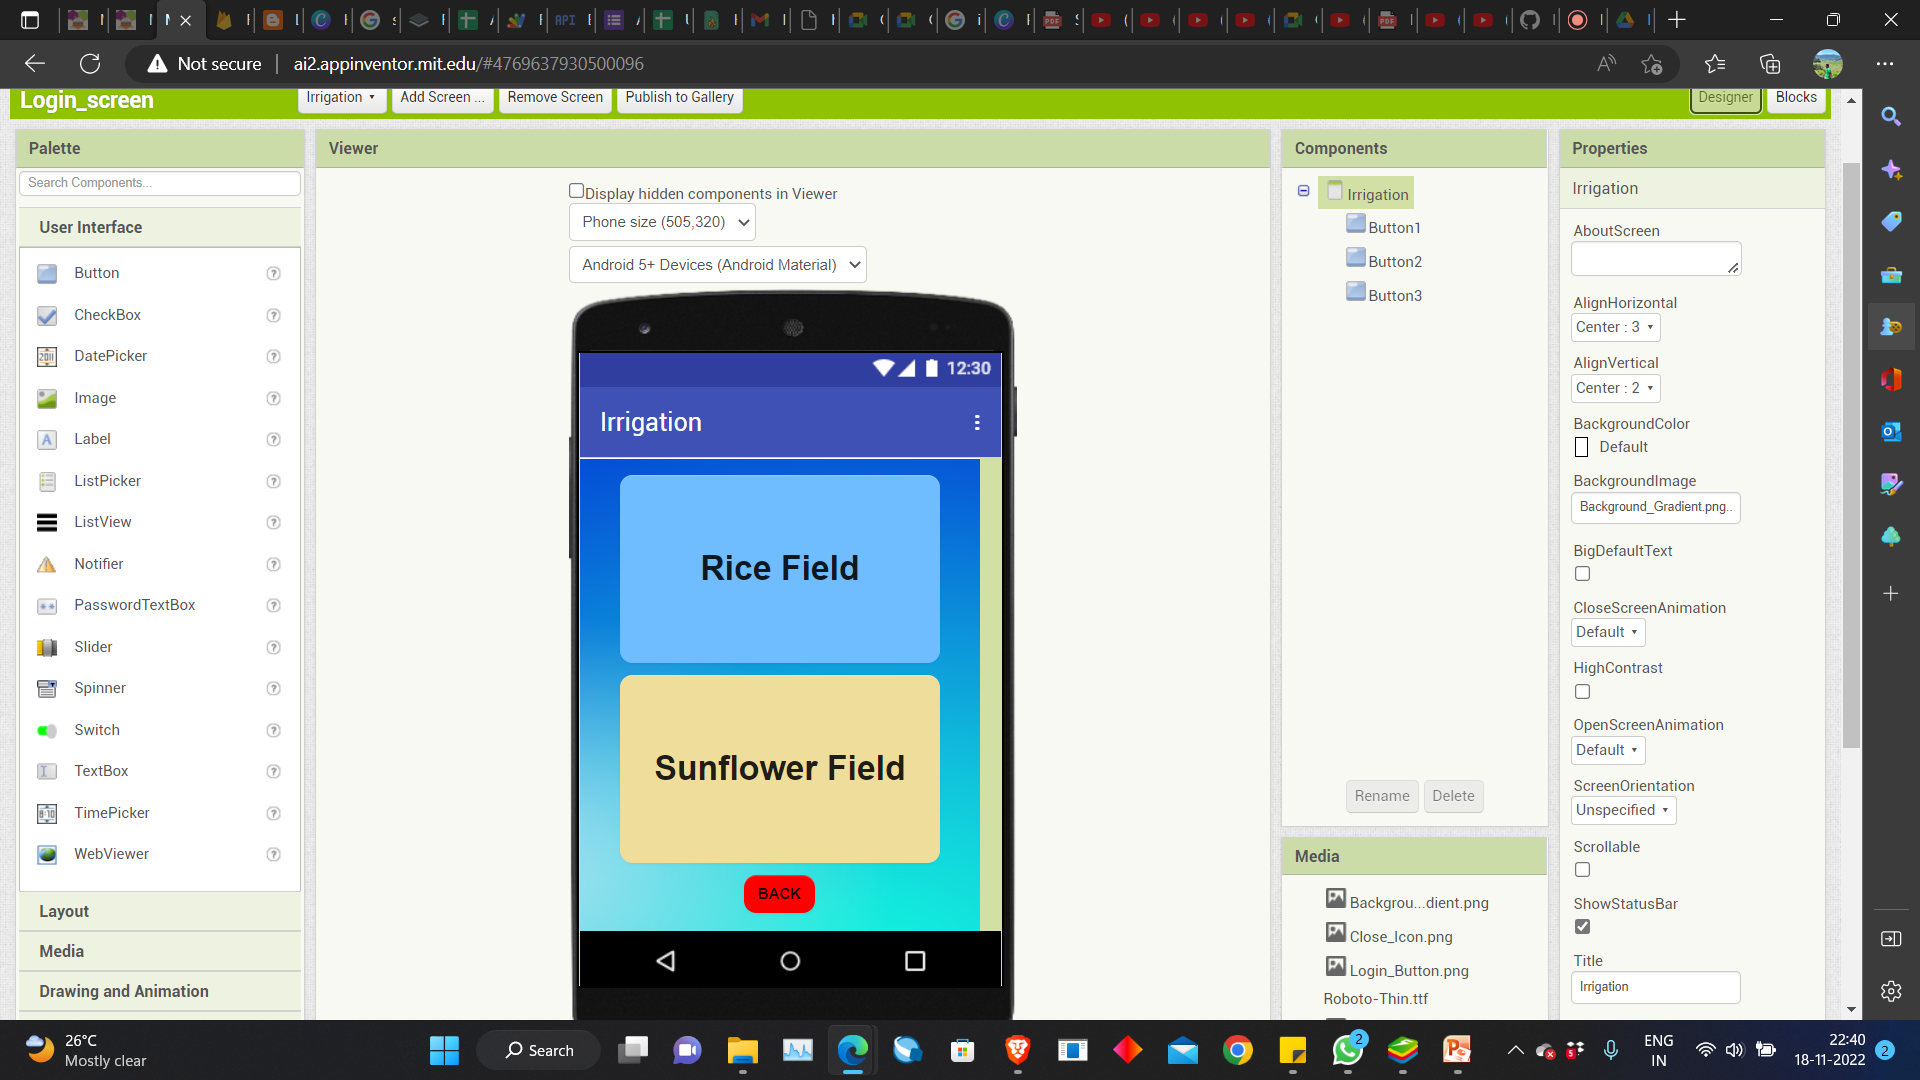 Not secure
ai2.appinventor.mit.edu/#4769637930500096
Login_screen
Irrigation
Add Screen ...
Remove Screen
Publish to Gallery
Designer
Blocks
Palette
Search Components...
User Interface
Button
CheckBox
DatePicker
Image
Label
ListPicker
ListView
Notifier
PasswordTextBox
Slider
Spinner
Switch
TextBox
TimePicker
WebViewer
Layout
Media
Drawing and Animation
Viewer
Display hidden components in Viewer
Phone size (505,320)
Android 5+ Devices (Android Material)
12:30
Irrigation
Rice Field
Sunflower Field
BACK
Components
Irrigation
Button1
Button2
Button3
Rename
Delete
Media
Backgrou...dient.png
Close_Icon.png
Login_Button.png
Roboto-Thin.ttf
Properties
Irrigation
AboutScreen
AlignHorizontal
Center : 3
AlignVertical
Center : 2
BackgroundColor
Default
BackgroundImage
Background_Gradient.png..
BigDefaultText
CloseScreenAnimation
Default
HighContrast
OpenScreenAnimation
Default
ScreenOrientation
Unspecified
Scrollable
ShowStatusBar
Title
Irrigation
26°C
Mostly clear
Search
2
ENG
IN
22:40
18-11-2022
2